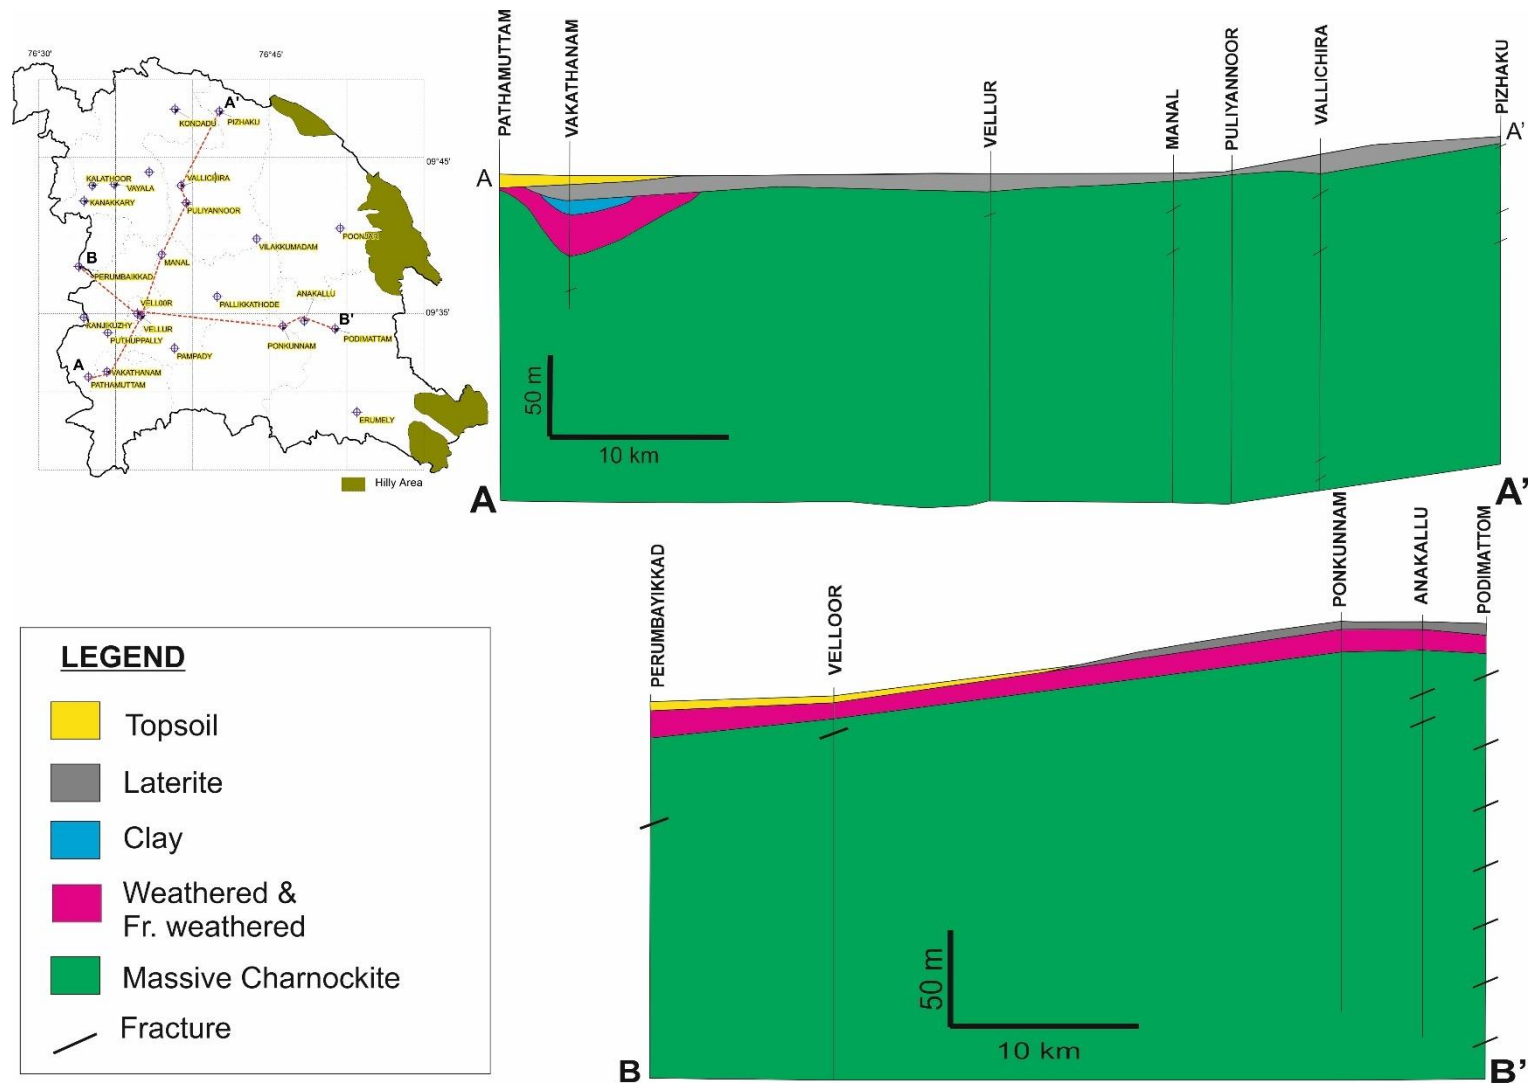 76°30'
76°45'
A'
KONDADU
PIZHAKU
09°45'
KALATHOOR
VAYALA
VALLICHIRA
KANAKKARY
PULIYANNOOR
POONJAR
VILAKKUMADAM
B
MANAL
PERUMBAIKKAD
ANAKALLU
VELL00R
PALLIKKATHODE
09°35'
KANJIKUZHY
VELLUR
B'
PUTHUPPALLY
PONKUNNAM
PODIMATTAM
PAMPADY
A
VAKATHANAM
PATHAMUTTAM
ERUMELY
Hilly Area
PATHAMUTTAM
VAKATHANAM
VELLUR
MANAL
PULIYANNOOR
VALLICHIRA
PIZHAKU
A
A'
50 m
10 km
A
A'
PERUMBAYIKKAD
VELLOOR
PONKUNNAM
ANAKALLU
PODIMATTOM
50 m
10 km
B
B'
LEGEND
Topsoil
Laterite
Clay
Weathered &
Fr. weathered
Massive Charnockite
Fracture